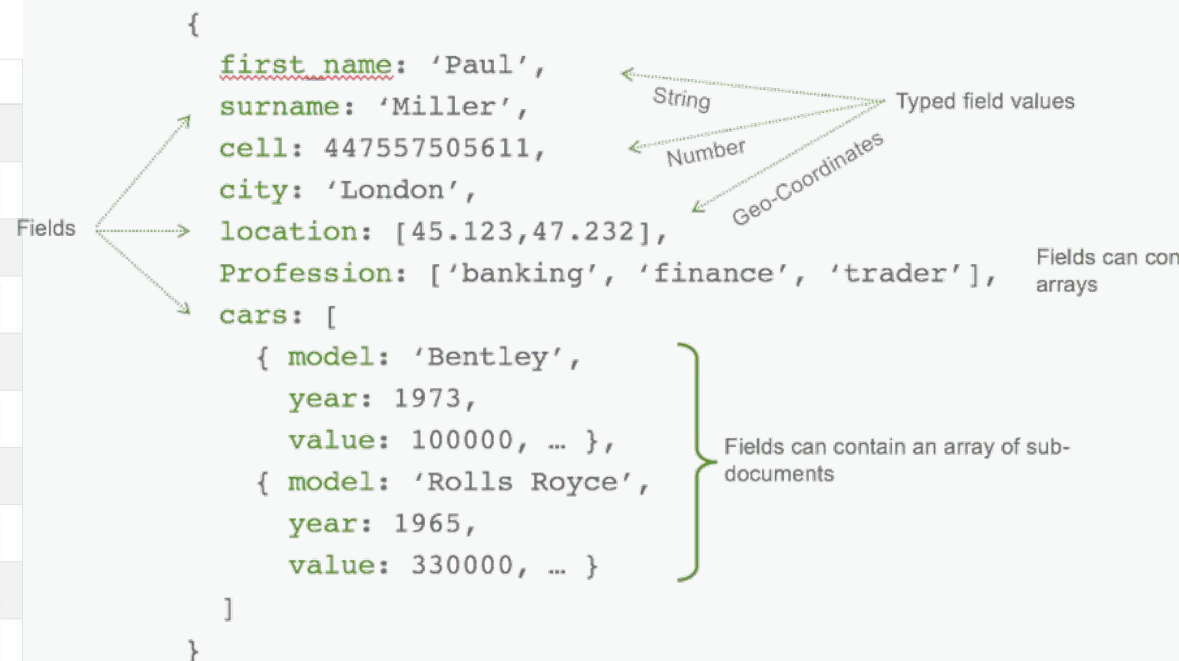 {
first_name: ‘Paul’,
surname: ‘Miller’,
cell: 447557505611,
city: ‘London’,
location: [45.123,47.232],
Profession: [‘banking’, ‘finance’, ‘trader’],
cars: [
{ model: ‘Bentley’,
year: 1973,
value: 100000, … },
{ model: ‘Rolls Royce’,
year: 1965,
value: 330000, … }
]
}
Fields
String
Number
Geo-Coordinates
Typed field values
Fields can con
arrays
Fields can contain an array of sub-
documents